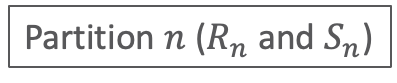 Partition n (Rₙ and Sₙ)